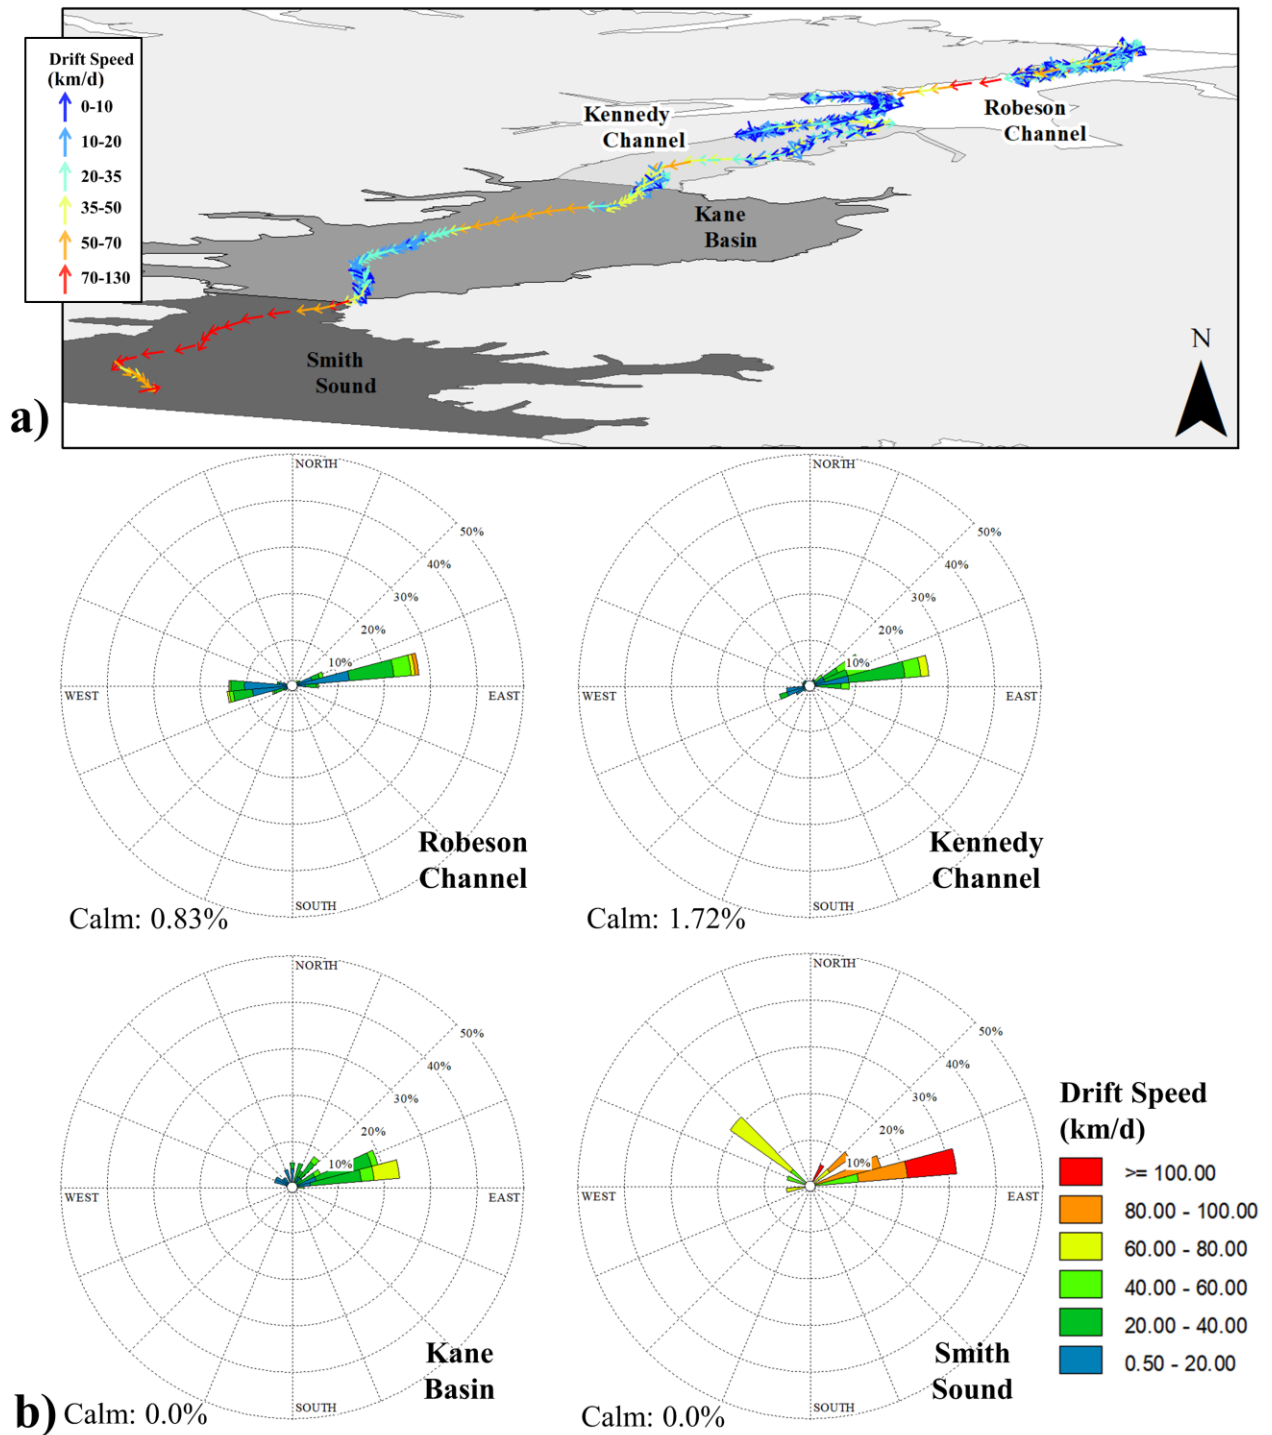 Drift Speed
(km/d)
0-10
10-20
20-35
35-50
50-70
70-130
Kennedy
Channel
Robeson
Channel
Kane
Basin
Smith
Sound
N
a)
NORTH
50%
40%
30%
20%
10%
WEST
EAST
SOUTH
Robeson
Channel
Calm: 0.83%
NORTH
50%
40%
30%
20%
10%
WEST
EAST
SOUTH
Kennedy
Channel
Calm: 1.72%
NORTH
50%
40%
30%
20%
10%
WEST
EAST
SOUTH
Kane
Basin
b)
Calm: 0.0%
NORTH
50%
40%
30%
20%
10%
WEST
EAST
SOUTH
Smith
Sound
Calm: 0.0%
Drift Speed
(km/d)
>= 100.00
80.00 - 100.00
60.00 - 80.00
40.00 - 60.00
20.00 - 40.00
0.50 - 20.00